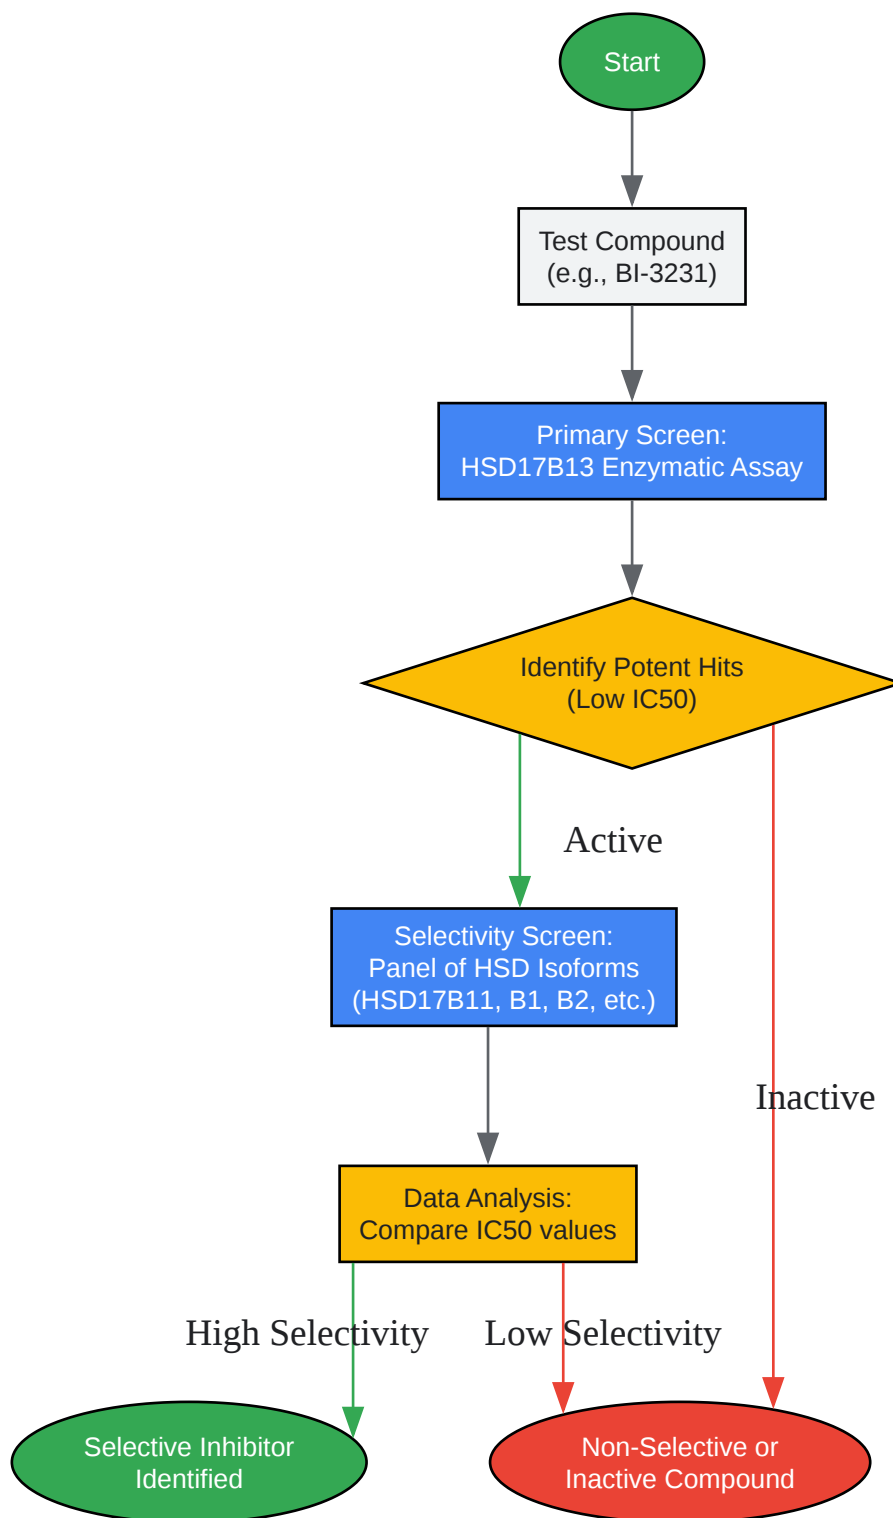 Start
Test Compound
(e.g., BI-3231)
Primary Screen:
HSD17B13 Enzymatic Assay
Identify Potent Hits
(Low IC50)
Active
Selectivity Screen:
Panel of HSD Isoforms
(HSD17B11, B1, B2, etc.)
Inactive
Data Analysis:
Compare IC50 values
High Selectivity
Low Selectivity
Selective Inhibitor
Identified
Non-Selective or
Inactive Compound